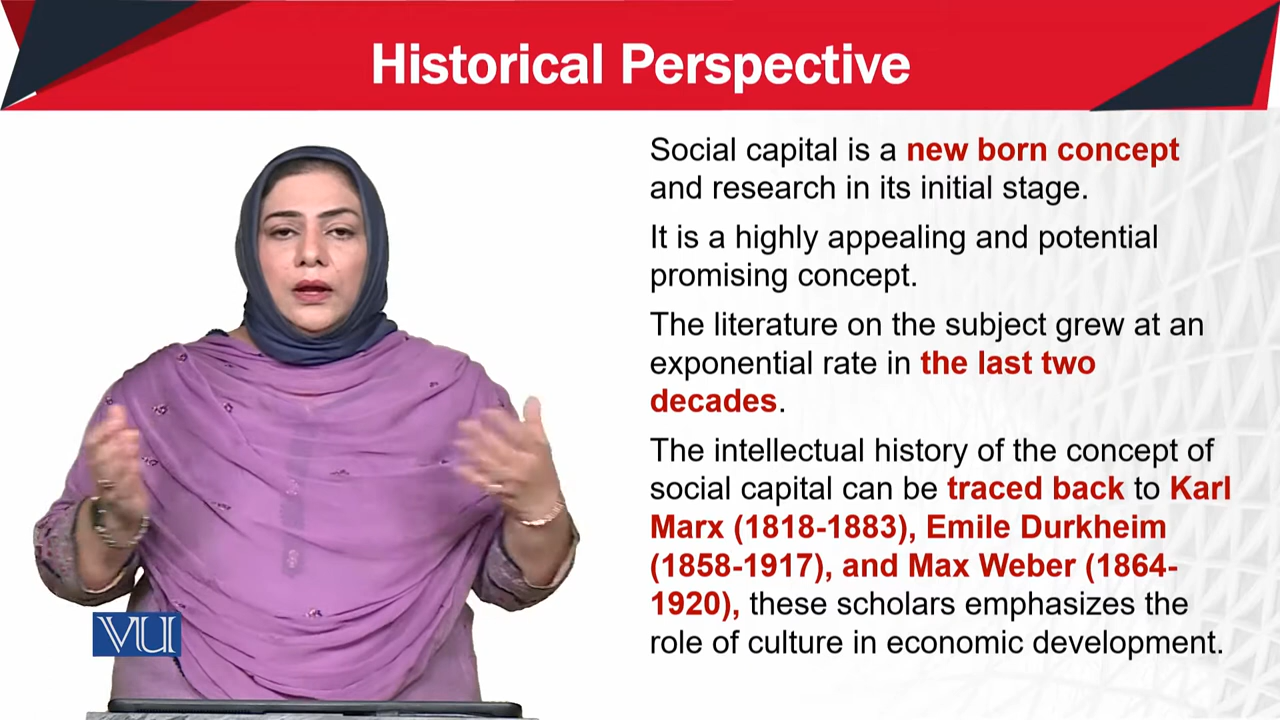 Historical Perspective
Social capital is a new born concept
and research in its initial stage.
It is a highly appealing and potential
promising concept.
The literature on the subject grew at an
exponential rate in the last two
decades.
The intellectual history of the concept of
social capital can be traced back to Karl
Marx (1818-1883), Emile Durkheim
(1858-1917), and Max Weber (1864-
1920), these scholars emphasizes the
role of culture in economic development.
VU